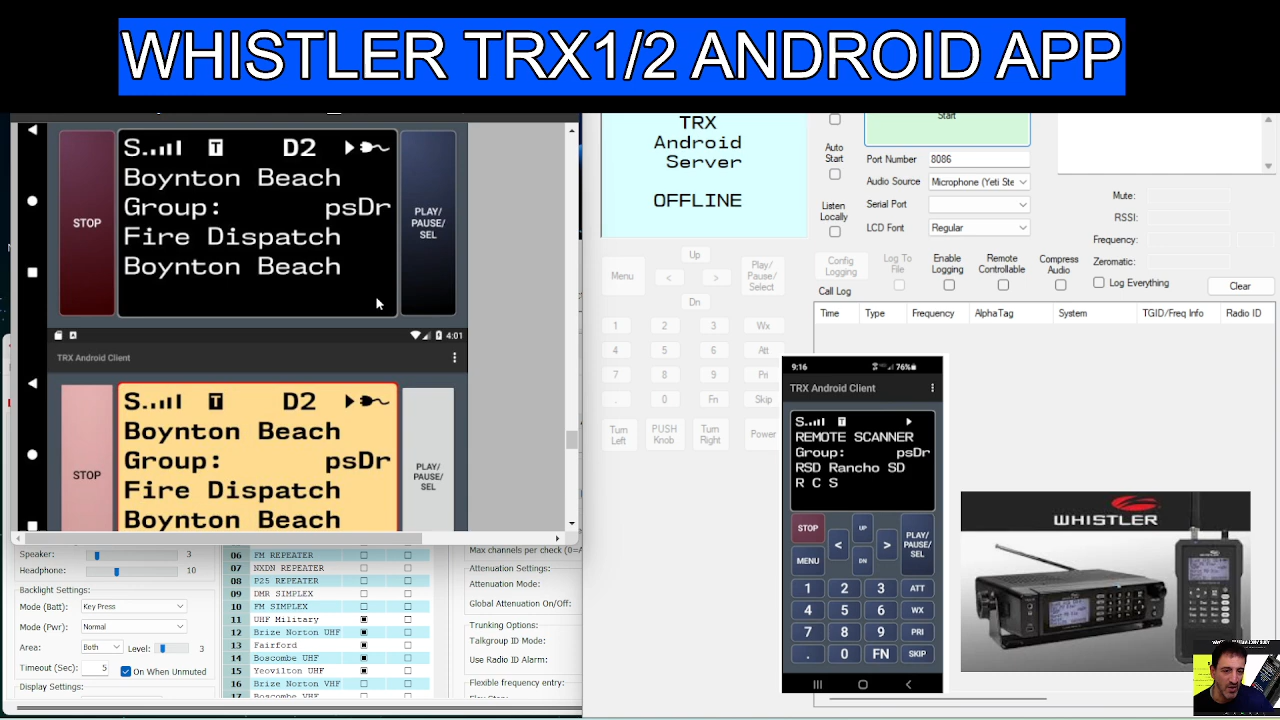 WHISTLER TRX1/2 ANDROID APP
S..ıll T D2
Boynton Beach
Group: psDr
Fire Dispatch
Boynton Beach
STOP
PLAY/
PAUSE/
SEL
4:01
TRX Android Client
S..ıll T D2
Boynton Beach
Group: psDr
Fire Dispatch
Boynton Beach
STOP
PLAY/
PAUSE/
SEL
Speaker: 3
Headphone: 10
Backlight Settings:
Mode (Batt): Key Press
Mode (Pwr): Normal
Area: Both Level: 3
Timeout (Sec) 5 On When Unmuted
Display Settings:
06 FM REPEATER
07 NXDN REPEATER
08 P25 REPEATER
09 DMR SIMPLEX
10 FM SIMPLEX
11 UHF Military
12 Brize Norton UHF
13 Fairford
14 Boscombe UHF
15 Yeovilton UHF
16 Brize Norton VHF
17 Boscombe VHF
Max channels per check (0=A
Attenuation Settings:
Attenuation Mode:
Global Attenuation On/Off:
Trunking Options:
Talkgroup ID Mode:
Use Radio ID Alarm:
Flexible frequency entry:
TRX
Android
Server
OFFLINE
Menu
Up
<
>
Dn
Play/
Pause/
Select
1 2 3 Wx
4 5 6 Att
7 8 9 Pri
. 0 Fn Skip
Turn
Left
PUSH
Knob
Turn
Right
Power
Auto
Start
Listen
Locally
Start
Port Number 8086
Audio Source Microphone (Yeti Ste
Serial Port
LCD Font Regular
Config
Logging
Log To
File
Enable
Logging
Remote
Controllable
Compress
Audio
Mute:
RSSI:
Frequency:
Zeromatic:
Log Everything
Clear
Call Log
Time Type Frequency AlphaTag System TGID/Freq Info Radio ID
9:16 76%
TRX Android Client
S..ıll T
REMOTE SCANNER
Group: psDr
RSD Rancho SD
R C S
STOP
UP
PLAY/
PAUSE/
SEL
<
>
MENU
DN
1 2 3 ATT
4 5 6 WX
7 8 9 PRI
. 0 FN SKIP
WHISTLER